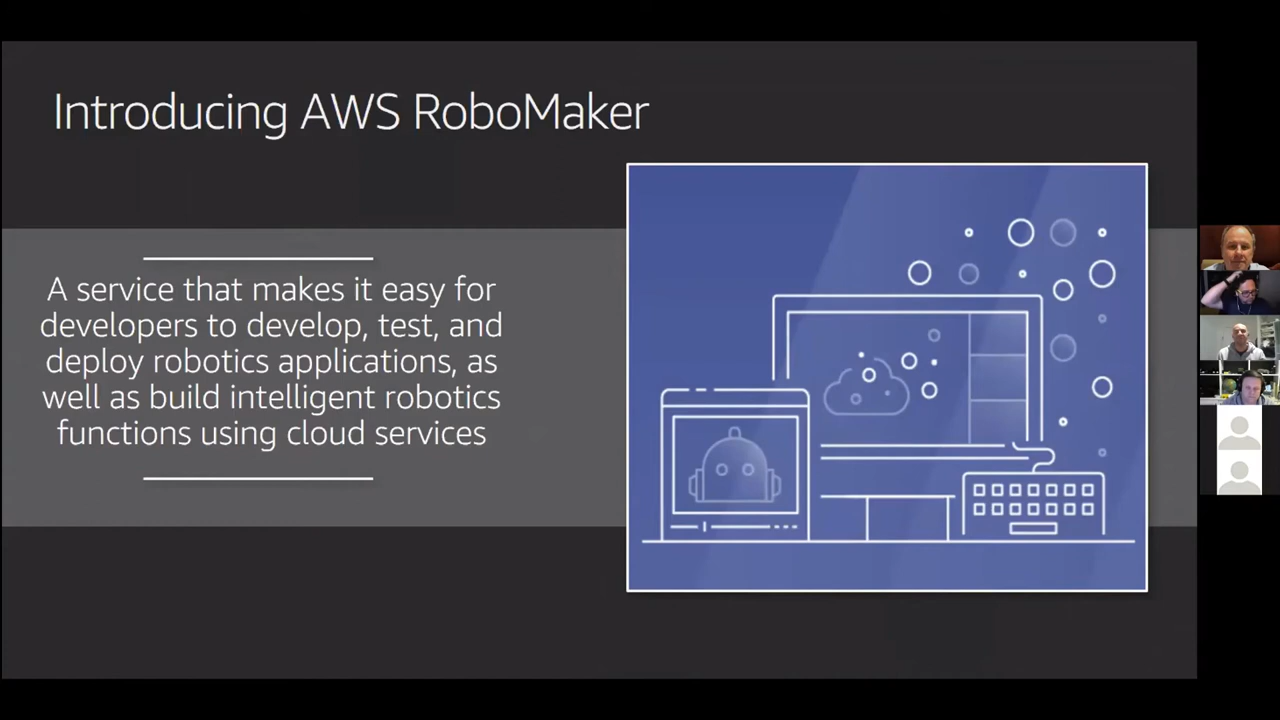 Introducing AWS RoboMaker
A service that makes it easy for
developers to develop, test, and
deploy robotics applications, as
well as build intelligent robotics
functions using cloud services